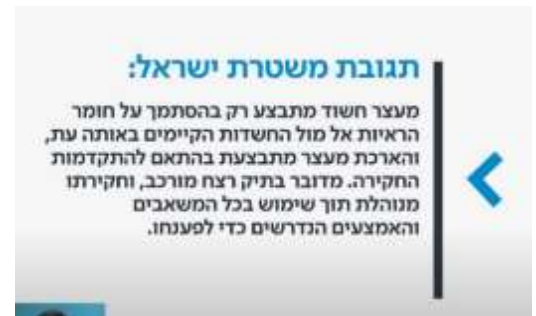 תגובת משטרת ישראל:
מעצר חשוד מתבצע רק בהסתמך על חומר
הראיות אל מול החשדות הקיימים באותה עת,
והארכת מעצר מתבצעת בהתאם להתקדמות
החקירה. מדובר בתיק רצח מורכב, וחקירתו
מנוהלת תוך שימוש בכל המשאבים
והאמצעים הנדרשים כדי לפענחו.